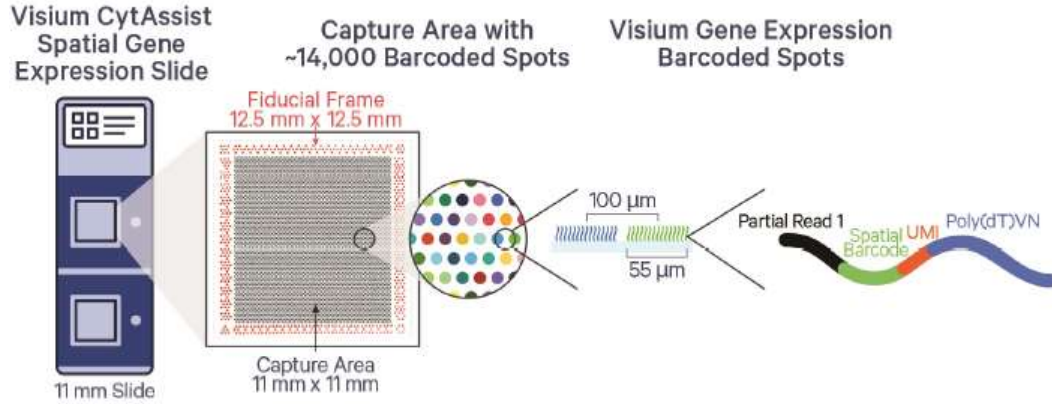 Visium CytAssist
Spatial Gene
Expression Slide
Capture Area with
~14,000 Barcoded Spots
Visium Gene Expression
Barcoded Spots
Fiducial Frame
12.5 mm x 12.5 mm
100 µm
55 µm
Partial Read 1
Spatial
Barcode
UMI
Poly(dT)VN
Capture Area
11 mm x 11 mm
11 mm Slide